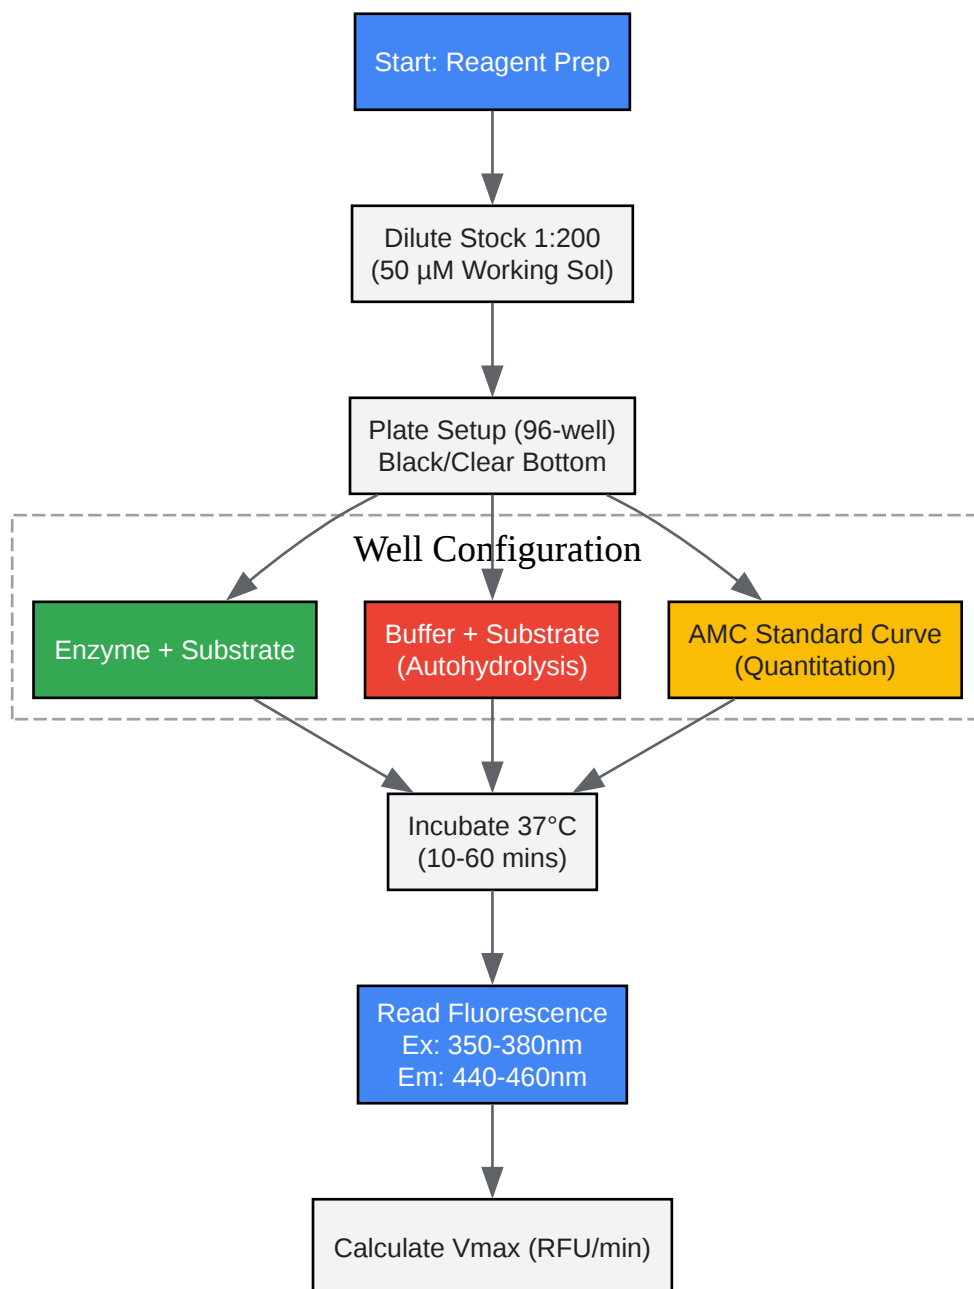 Start: Reagent Prep
Dilute Stock 1:200
(50 µM Working Sol)
Plate Setup (96-well)
Black/Clear Bottom
Well Configuration
Enzyme + Substrate
Buffer + Substrate
(Autohydrolysis)
AMC Standard Curve
(Quantitation)
Incubate 37°C
(10-60 mins)
Read Fluorescence
Ex: 350-380nm
Em: 440-460nm
Calculate Vmax (RFU/min)